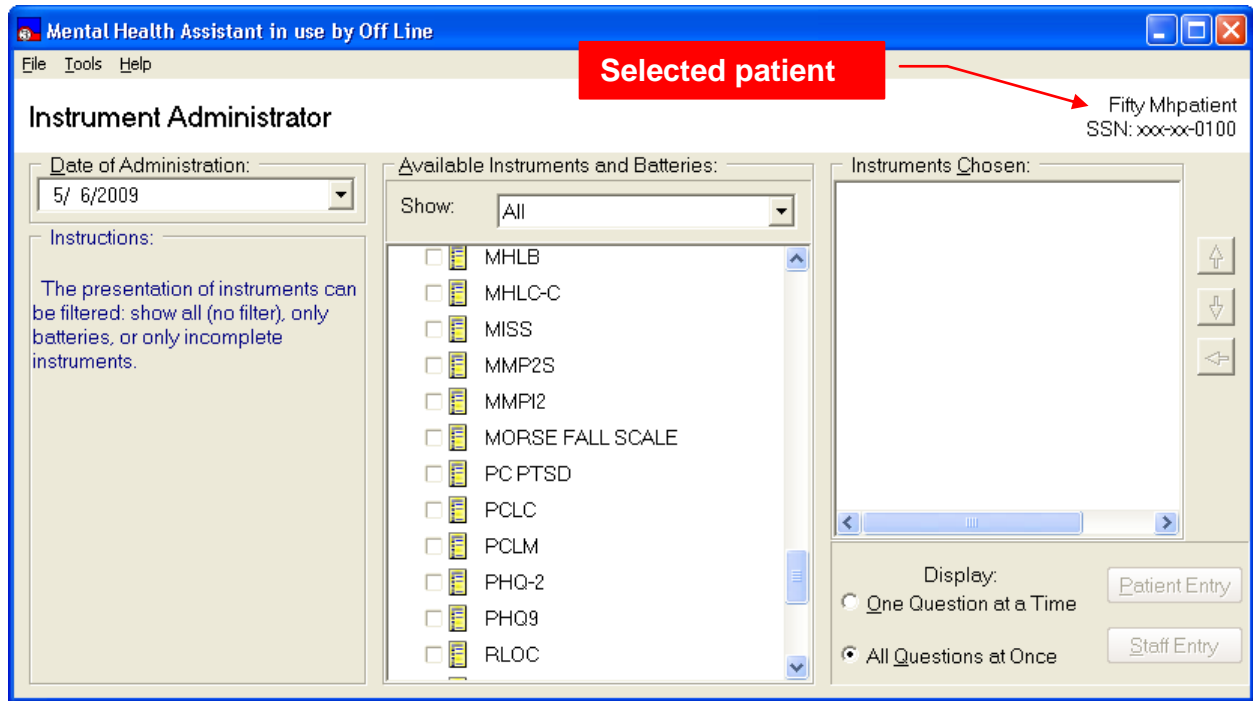 Mental Health Assistant in use by Off Line
File Tools Help
Selected patient
Instrument Administrator
Fifty Mhpatient
SSN: xxx-xx-0100
Date of Administration:
5/ 6/2009
Instructions:
The presentation of instruments can
be filtered: show all (no filter), only
batteries, or only incomplete
instruments.
Available Instruments and Batteries:
Show: All
MHLB
MHLC-C
MISS
MMP2S
MMPI2
MORSE FALL SCALE
PC PTSD
PCLC
PCLM
PHQ-2
PHQ9
RLOC
Instruments Chosen:
Display:
One Question at a Time
All Questions at Once
Patient Entry
Staff Entry